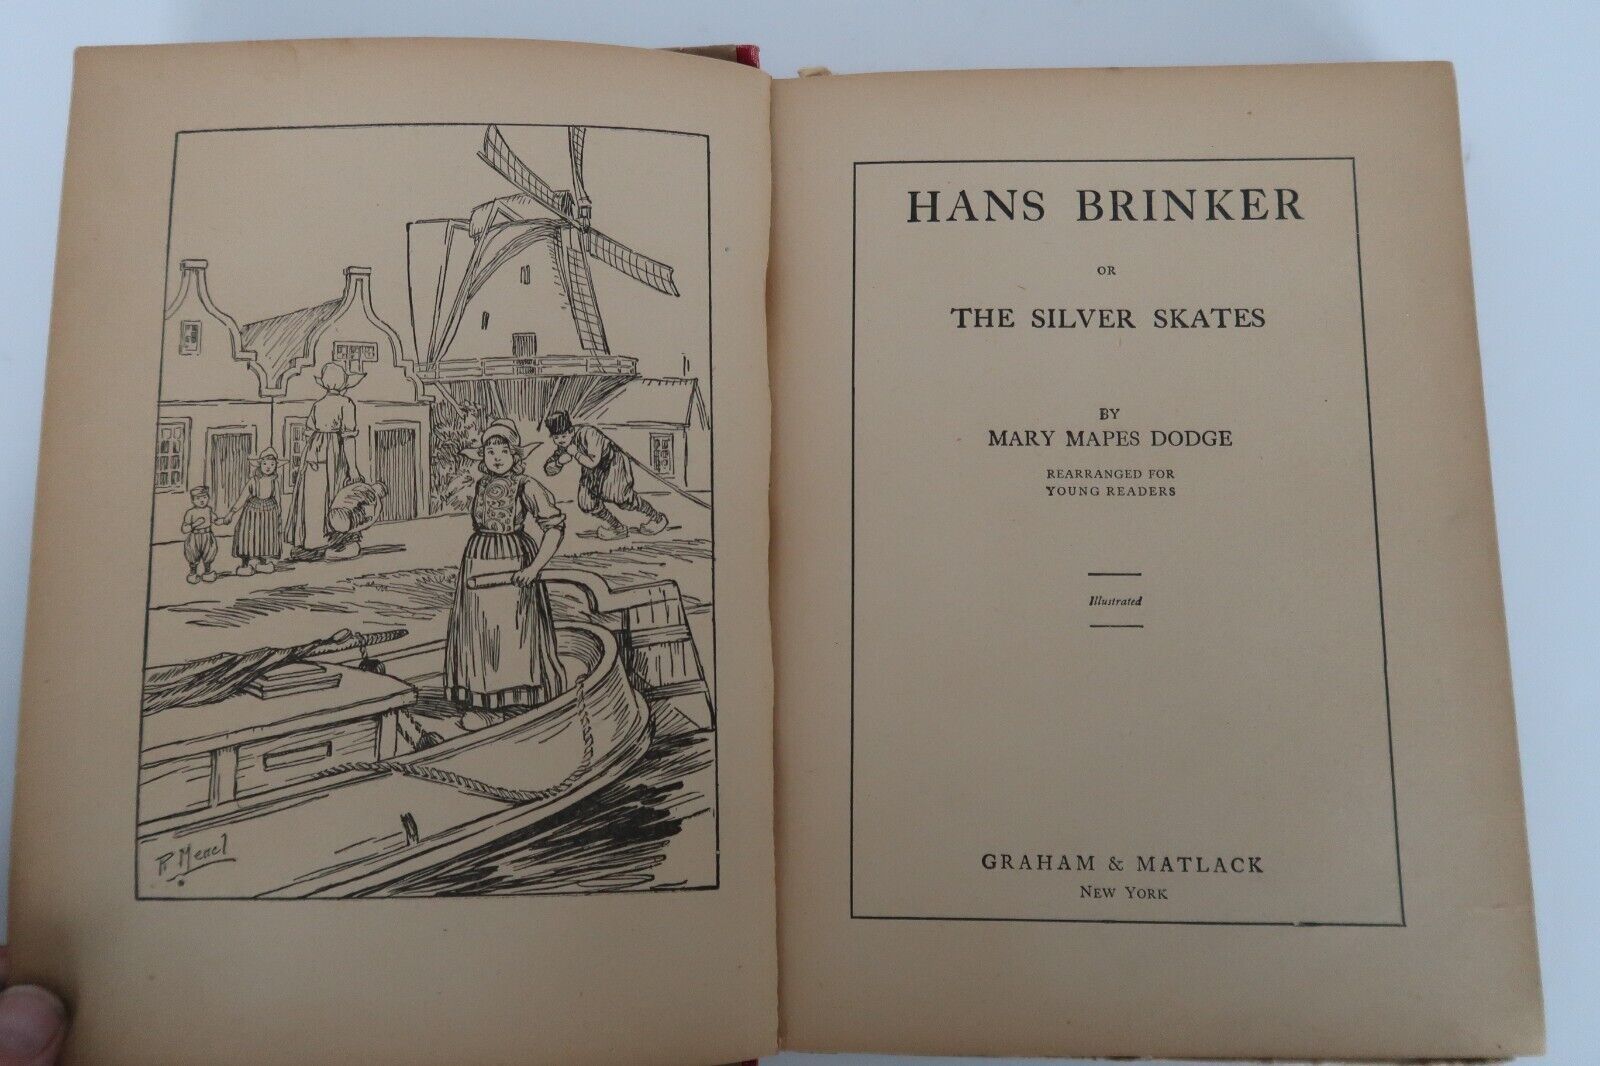 HANS BRINKER
OR
THE SILVER SKATES
BY
MARY MAPES DODGE
REARRANGED FOR
YOUNG READERS
Illustrated
GRAHAM & MATLACK
NEW YORK